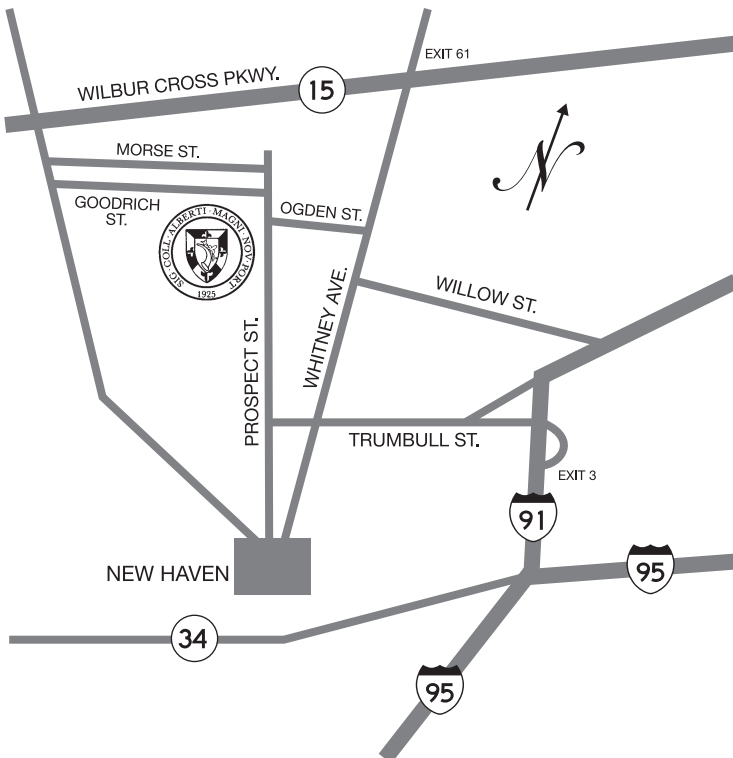 EXIT 61
WILBUR CROSS PKWY.
15
MORSE ST.
N
GOODRICH
ST.
OGDEN ST.
SIG·COLL·ALBERTI·MAGNI·NOV·PORT
1925
WILLOW ST.
WHITNEY AVE.
PROSPECT ST.
TRUMBULL ST.
EXIT 3
91
95
NEW HAVEN
34
95